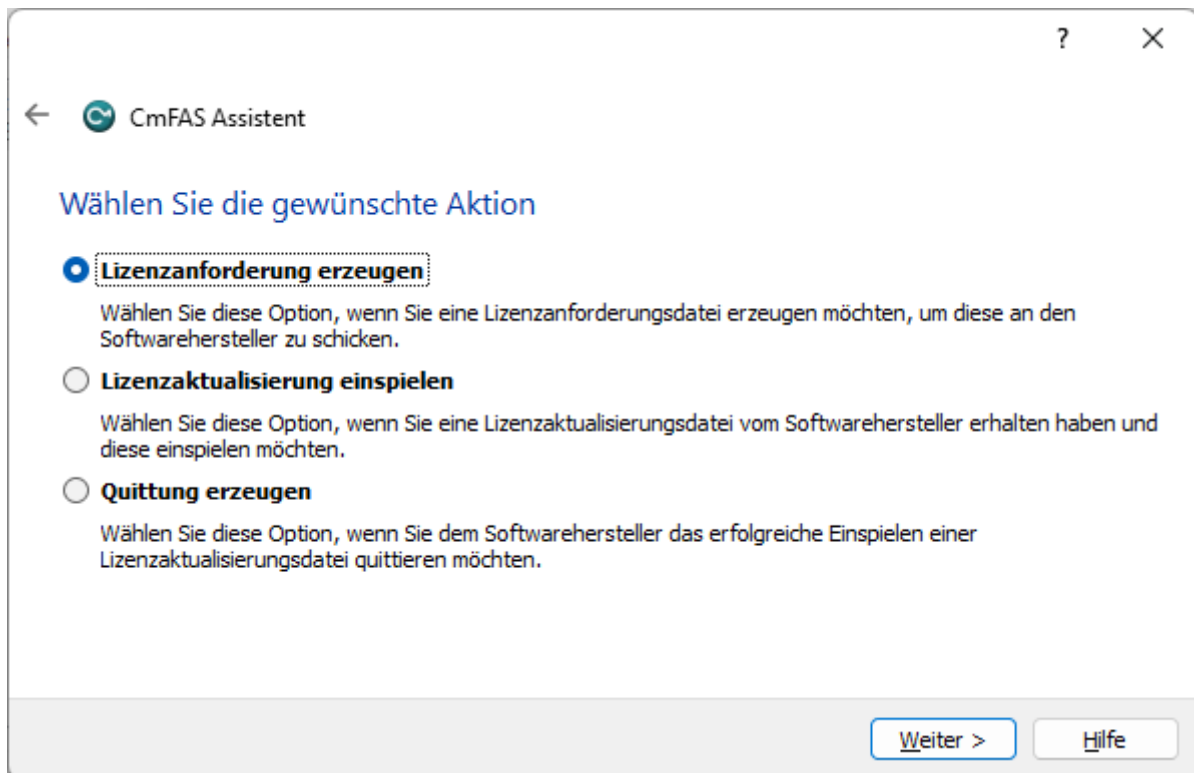 ?
CmFAS Assistent
Wählen Sie die gewünschte Aktion
Lizenzanforderung erzeugen
Wählen Sie diese Option, wenn Sie eine Lizenzanforderungsdatei erzeugen möchten, um diese an den
Softwarehersteller zu schicken.
Lizenzaktualisierung einspielen
Wählen Sie diese Option, wenn Sie eine Lizenzaktualisierungsdatei vom Softwarehersteller erhalten haben und
diese einspielen möchten.
Quittung erzeugen
Wählen Sie diese Option, wenn Sie dem Softwarehersteller das erfolgreiche Einspielen einer
Lizenzaktualisierungsdatei quittieren möchten.
Weiter > Hilfe